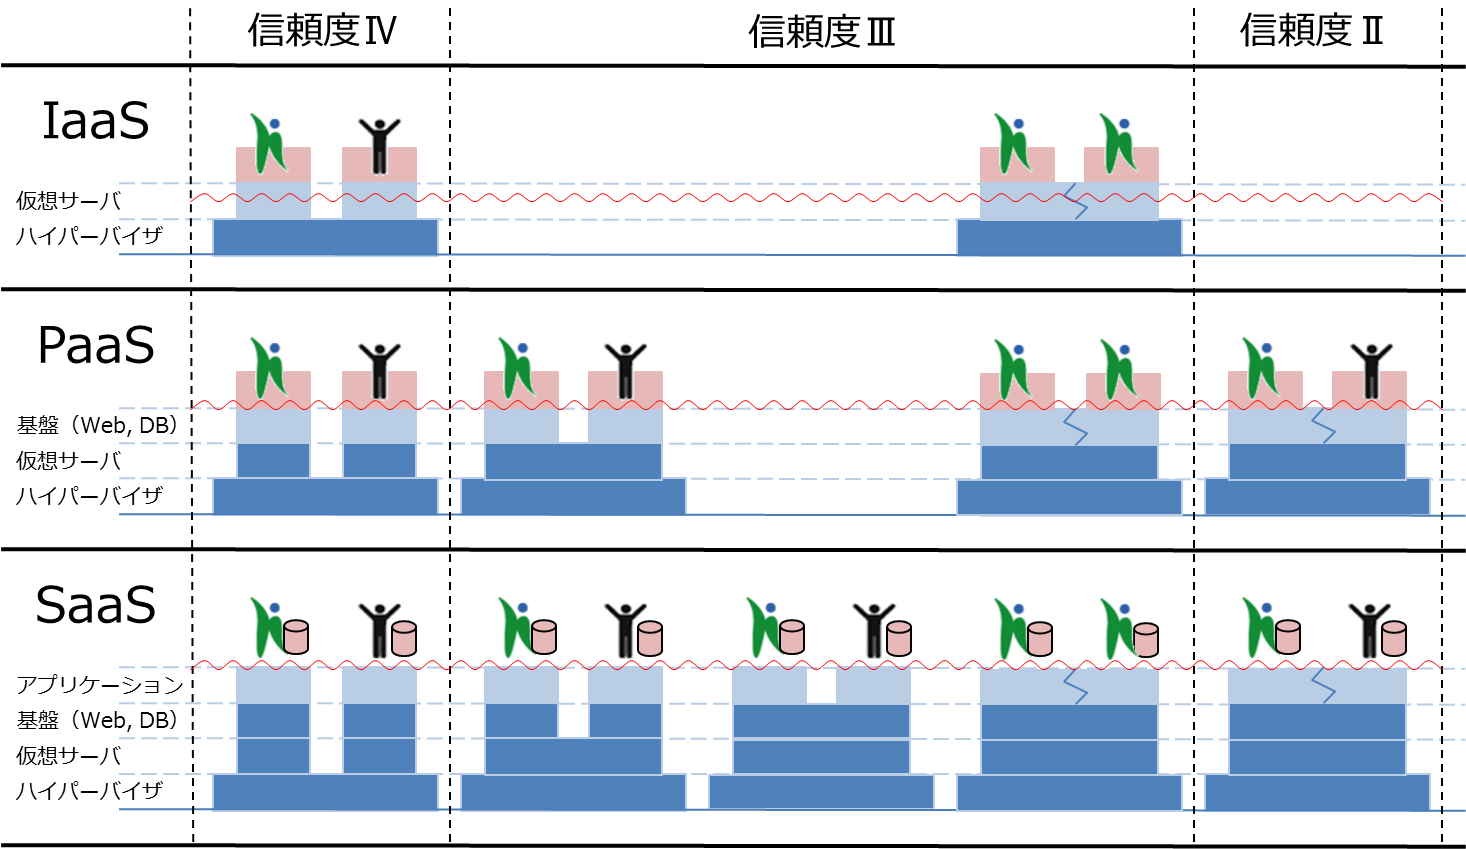 信頼度Ⅳ
信頼度Ⅲ
信頼度Ⅱ
IaaS
仮想サーバ
ハイパーバイザ
PaaS
基盤（Web, DB）
仮想サーバ
ハイパーバイザ
SaaS
アプリケーション
基盤（Web, DB）
仮想サーバ
ハイパーバイザ